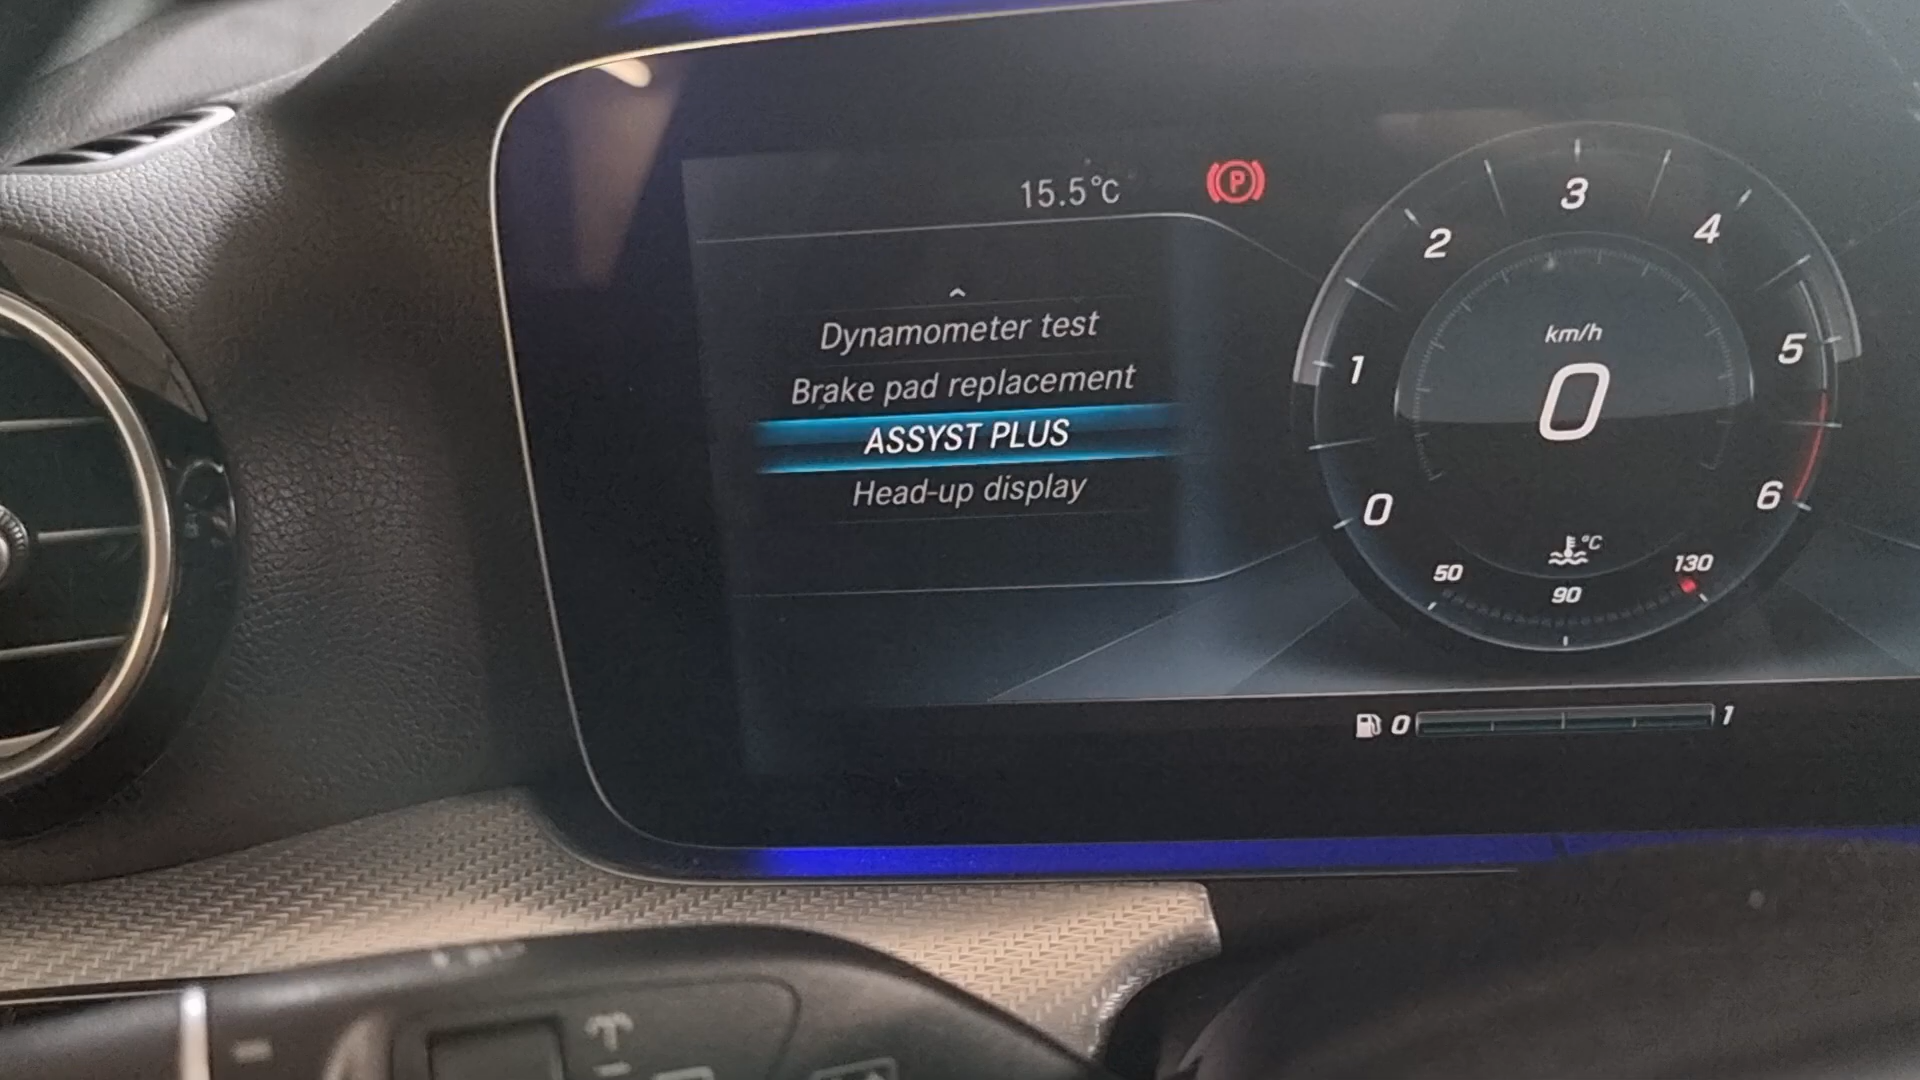 15.5°C
P
Dynamometer test
Brake pad replacement
ASSYST PLUS
Head-up display
0
1
2
3
4
5
6
km/h
0
°C
50
90
130
0
1